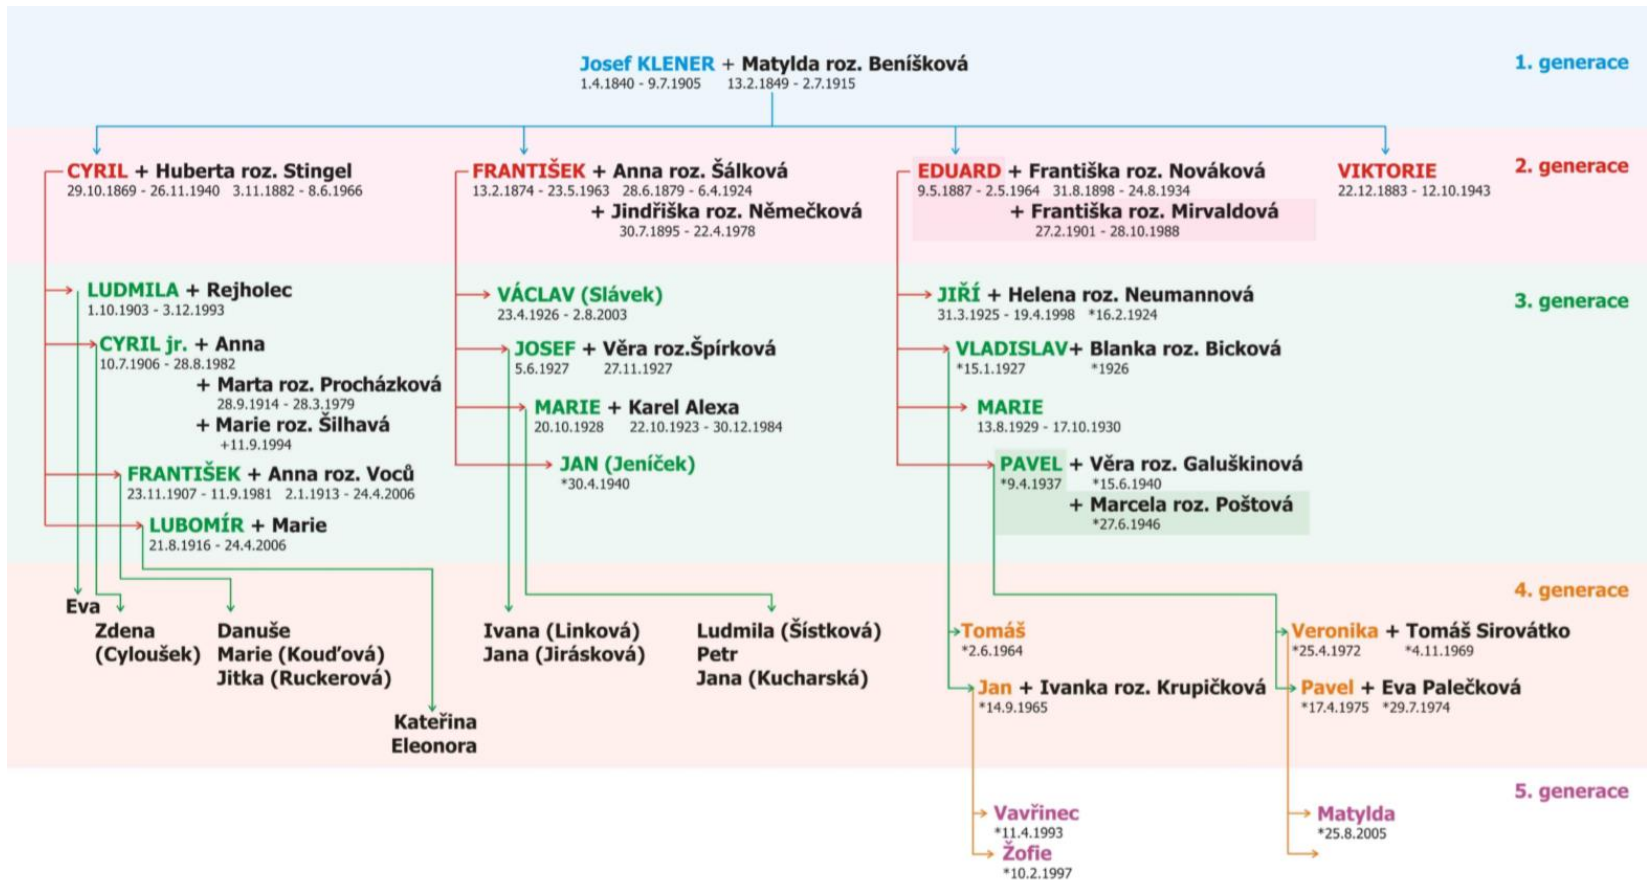 Josef KLENER + Matylda roz. Beníšková
1.4.1840 - 9.7.1905 13.2.1849 - 2.7.1915
1. generace
CYRIL + Huberta roz. Stingel
29.10.1869 - 26.11.1940 3.11.1882 - 8.6.1966
FRANTIŠEK + Anna roz. Šálková
13.2.1874 - 23.5.1963 28.6.1879 - 6.4.1924
+ Jindřiška roz. Němečková
30.7.1895 - 22.4.1978
EDUARD + Františka roz. Nováková
9.5.1887 - 2.5.1964 31.8.1898 - 24.8.1934
+ Františka roz. Mirvaldová
27.2.1901 - 28.10.1988
VIKTORIE
22.12.1883 - 12.10.1943
2. generace
LUDMILA + Rejholec
1.10.1903 - 3.12.1993
CYRIL jr. + Anna
10.7.1906 - 28.8.1982
+ Marta roz. Procházková
28.9.1914 - 28.3.1979
+ Marie roz. Šilhavá
+11.9.1994
FRANTIŠEK + Anna roz. Voců
23.11.1907 - 11.9.1981 2.1.1913 - 24.4.2006
LUBOMÍR + Marie
21.8.1916 - 24.4.2006
VÁCLAV (Slávek)
23.4.1926 - 2.8.2003
JOSEF + Věra roz.Špírková
5.6.1927 27.11.1927
MARIE + Karel Alexa
20.10.1928 22.10.1923 - 30.12.1984
JAN (Jeníček)
*30.4.1940
JIŘÍ + Helena roz. Neumannová
31.3.1925 - 19.4.1998 *16.2.1924
VLADISLAV+ Blanka roz. Bicková
*15.1.1927 *1926
MARIE
13.8.1929 - 17.10.1930
PAVEL + Věra roz. Galuškinová
*9.4.1937 *15.6.1940
+ Marcela roz. Poštová
*27.6.1946
3. generace
Eva
Zdena
(Cyloušek)
Danuše
Marie (Kouďová)
Jitka (Ruckerová)
Kateřina
Eleonora
Ivana (Linková)
Jana (Jirásková)
Ludmila (Šístková)
Petr
Jana (Kucharská)
Tomáš
*2.6.1964
Jan + Ivanka roz. Krupičková
*14.9.1965
Veronika + Tomáš Sirovátko
*25.4.1972 *4.11.1969
Pavel + Eva Palečková
*17.4.1975 *29.7.1974
4. generace
Vavřinec
*11.4.1993
Žofie
*10.2.1997
Matylda
*25.8.2005
5. generace